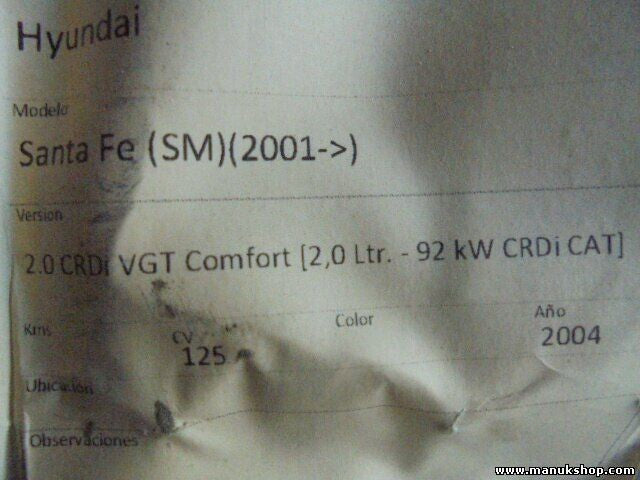 Hyundai
Modelo
Santa Fe (SM)(2001->)
Version
2.0 CRDi VGT Comfort [2,0 Ltr. - 92 kW CRDi CAT]
Kms CV Color Año
125 2004
Ubicación
Observaciones
www.manukshop.com